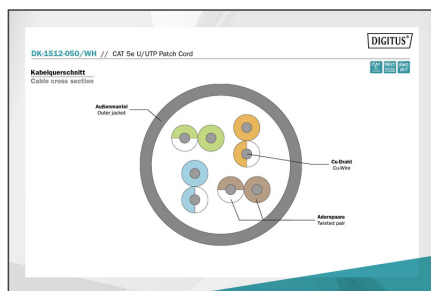 DIGITUS®
DK-1512-050/WH // CAT 5e U/UTP Patch Cord
Kabelquerschnitt
Cable cross section
Außenmantel
Outer jacket
Cu-Draht
Cu-Wire
Adernpaare
Twisted pair